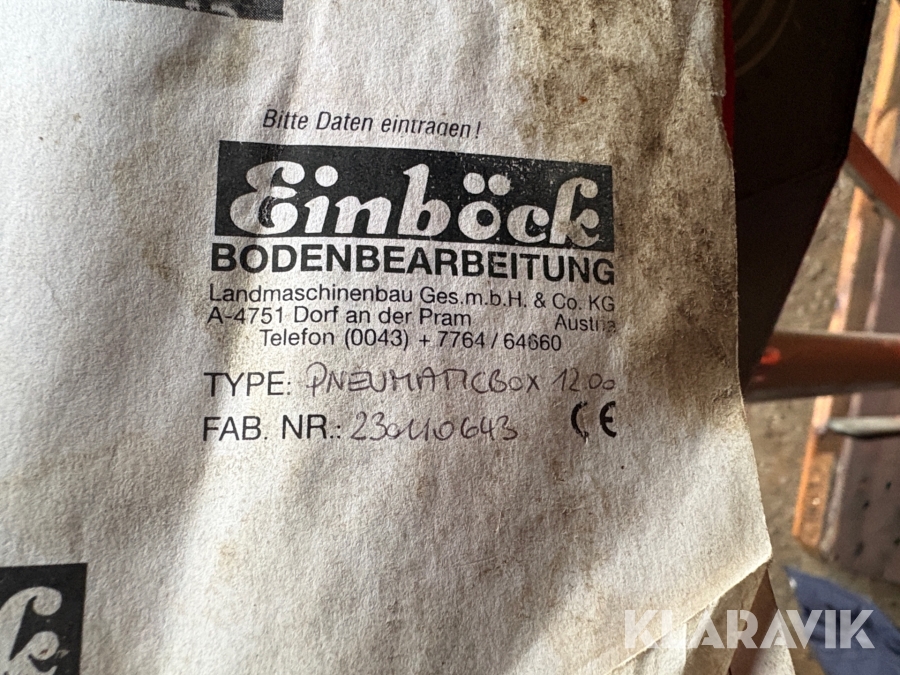 Bitte Daten eintragen!
Einböck
BODENBEARBEITUNG
Landmaschinenbau Ges.m.b.H. & Co. KG
A-4751 Dorf an der Pram Austria
Telefon (0043) + 7764 / 64660
TYPE: PNEUMATICBOX 1200
FAB. NR.:
CE
KLARAVIK